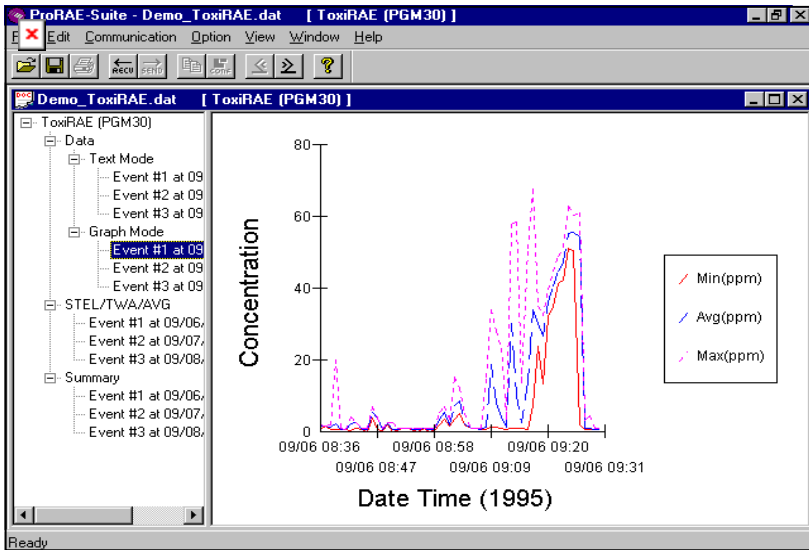 ProRAE-Suite - Demo_ToxiRAE.dat [ ToxiRAE (PGM30) ]
F Edit Communication Option View Window Help
RECV SEND CONF
Demo_ToxiRAE.dat [ ToxiRAE (PGM30) ]
ToxiRAE (PGM30)
Data
Text Mode
Event #1 at 09
Event #2 at 09
Event #3 at 09
Graph Mode
Event #1 at 09
Event #2 at 09
Event #3 at 09
STEL/TWA/AVG
Event #1 at 09/06/
Event #2 at 09/07/
Event #3 at 09/08/
Summary
Event #1 at 09/06/
Event #2 at 09/07/
Event #3 at 09/08/
Concentration
80
60
40
20
0
09/06 08:36 09/06 08:58 09/06 09:20
09/06 08:47 09/06 09:09 09/06 09:31
Date Time (1995)
Min(ppm)
Avg(ppm)
Max(ppm)
Ready